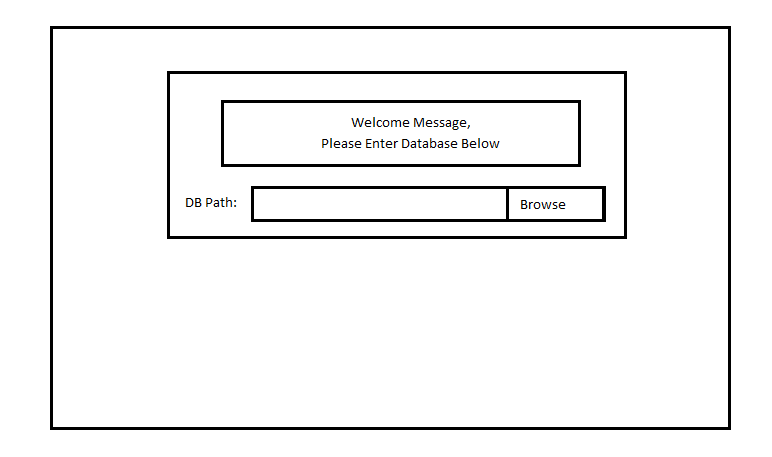 Welcome Message,
Please Enter Database Below
DB Path:
Browse